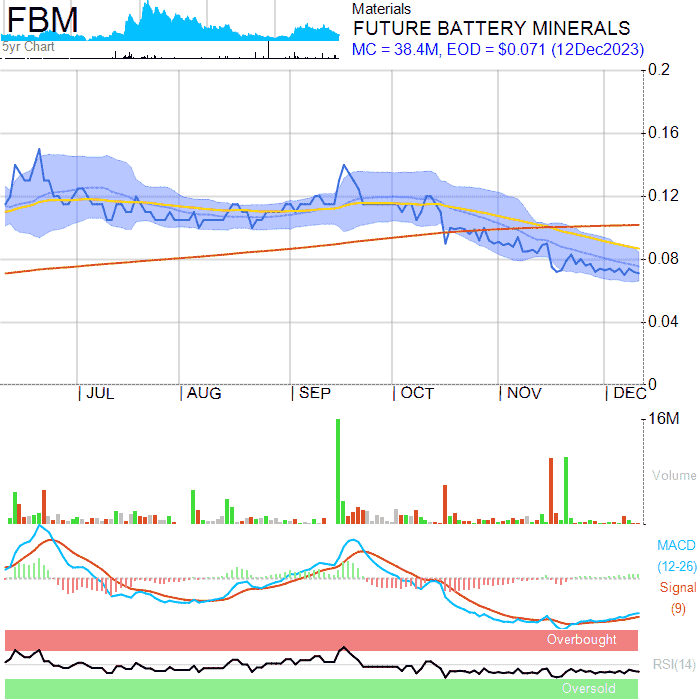 FBM
5yr Chart
Materials
FUTURE BATTERY MINERALS
MC = 38.4M, EOD = $0.071 (12Dec2023)
0.2
0.16
0.12
0.08
0.04
0
JUL
AUG
SEP
OCT
NOV
DEC
16M
Volume
MACD
(12-26)
Signal
(9)
Overbought
RSI(14)
Oversold